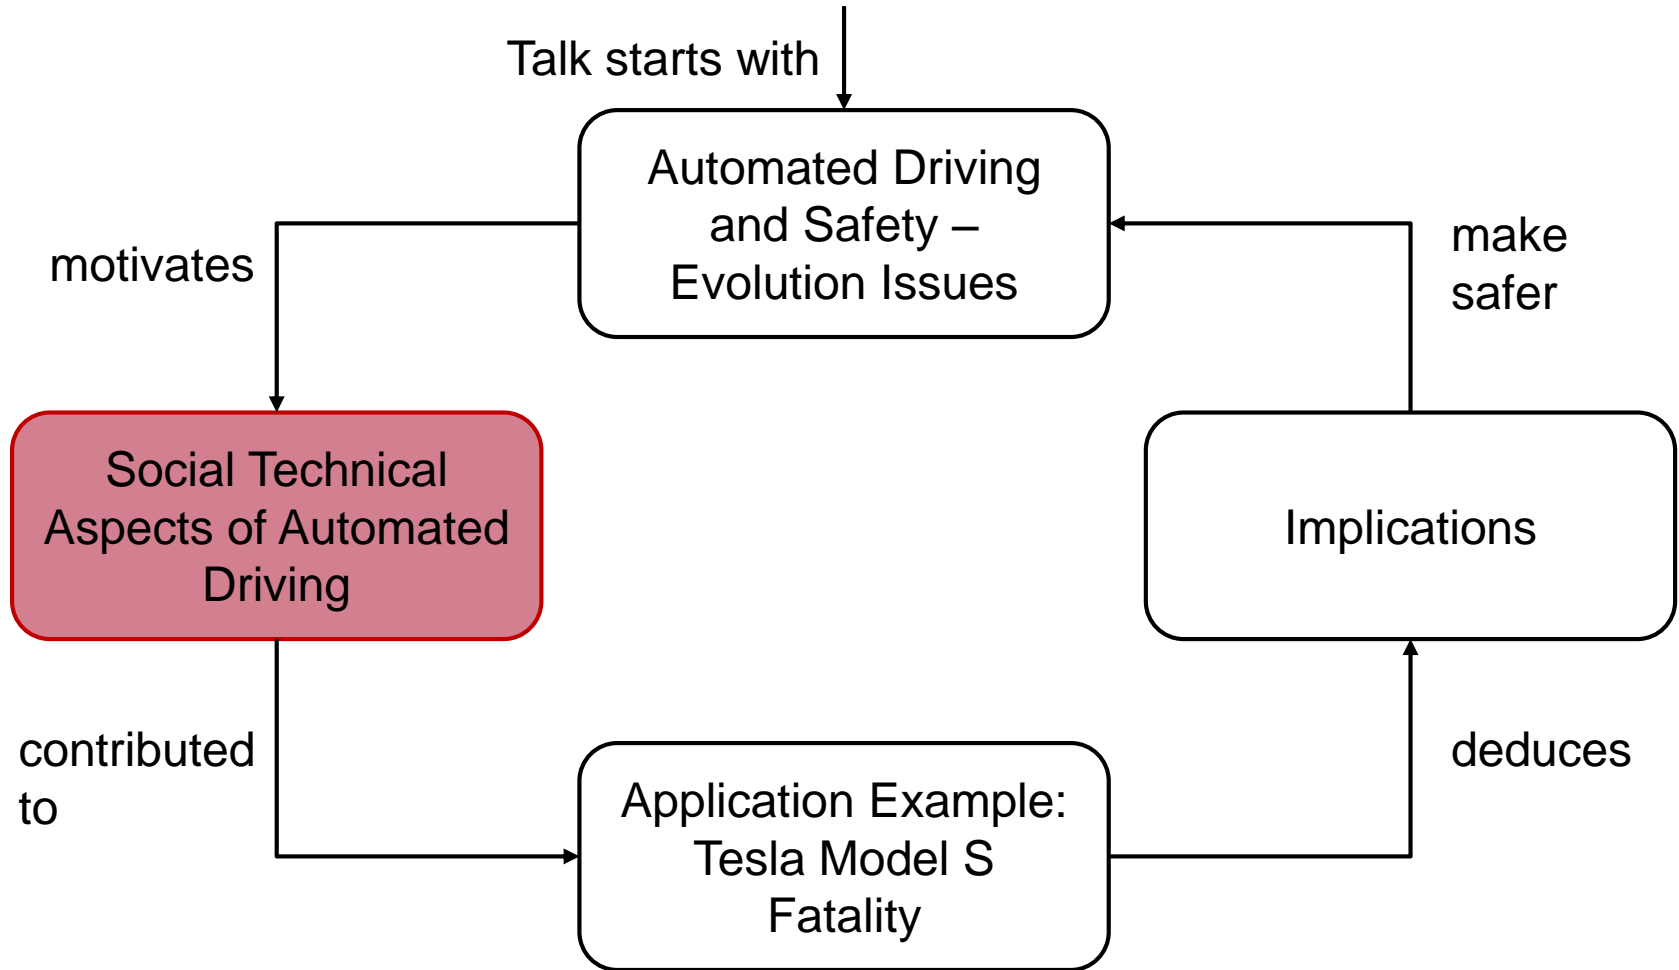 Talk starts with
Automated Driving
and Safety –
Evolution Issues
motivates
make
safer
Social Technical
Aspects of Automated
Driving
Implications
contributed
to
deduces
Application Example:
Tesla Model S
Fatality